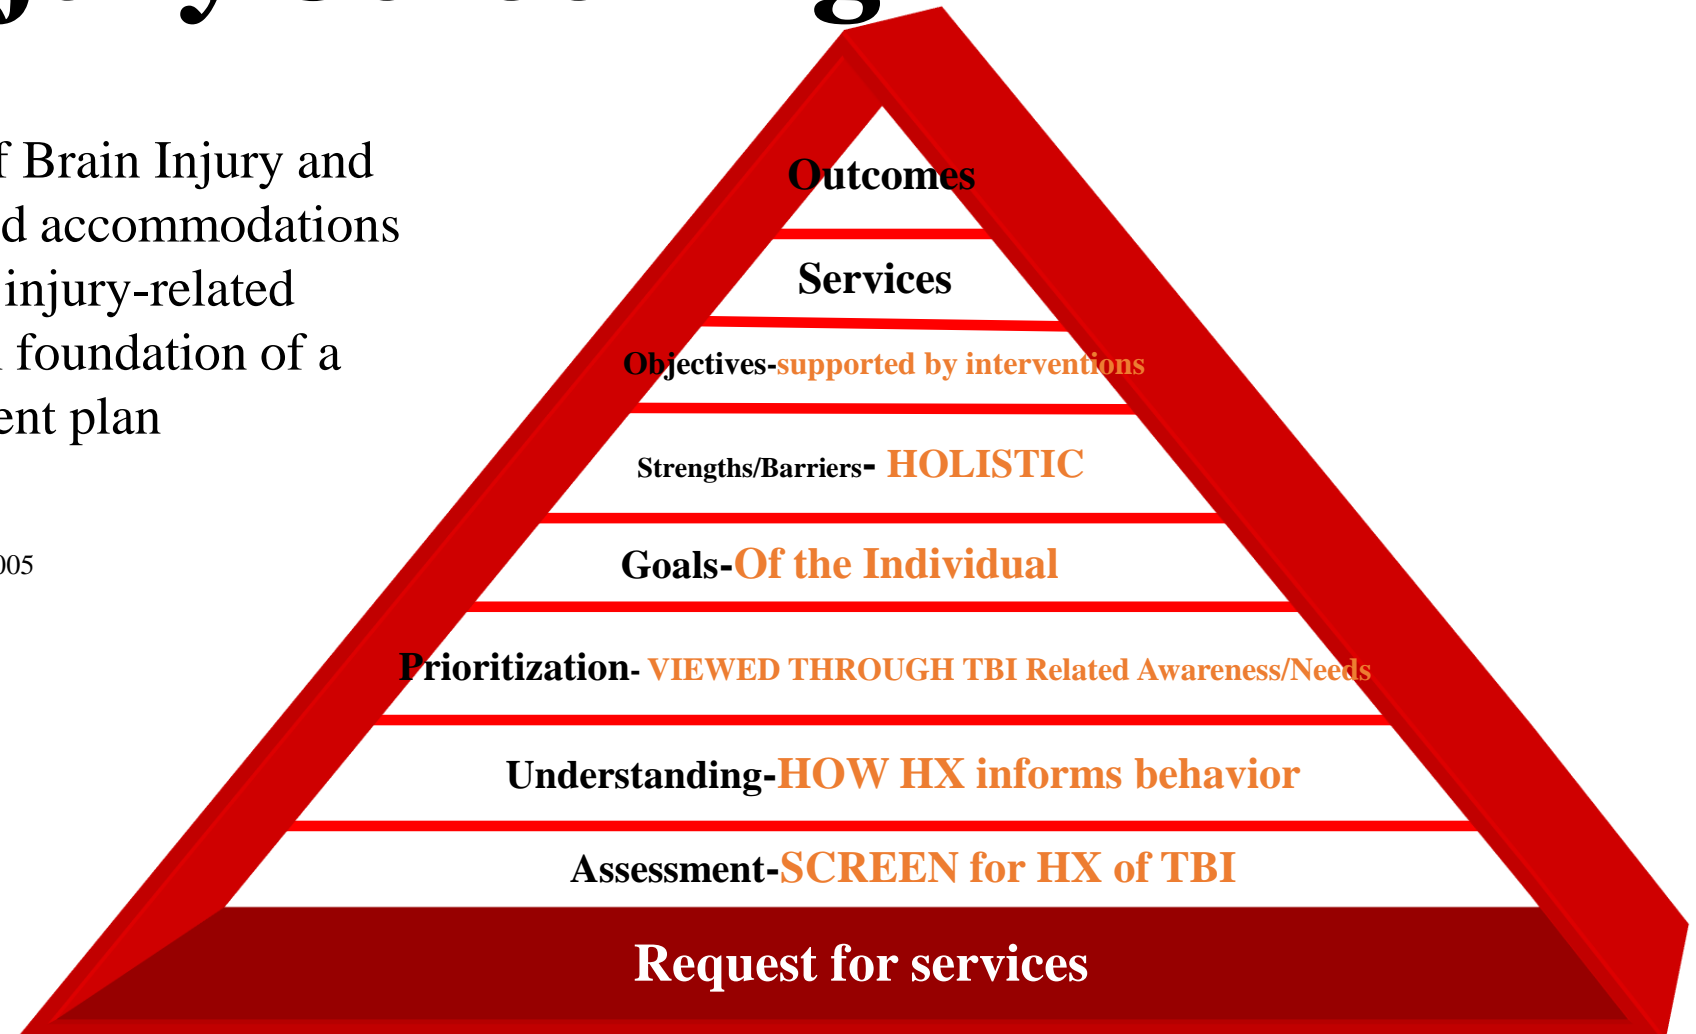 f Brain Injury and
d accommodations
injury-related
foundation of a
ent plan
005
Outcomes
Services
Objectives-supported by interventions
Strengths/Barriers- HOLISTIC
Goals-Of the Individual
Prioritization- VIEWED THROUGH TBI Related Awareness/Needs
Understanding-HOW HX informs behavior
Assessment-SCREEN for HX of TBI
Request for services